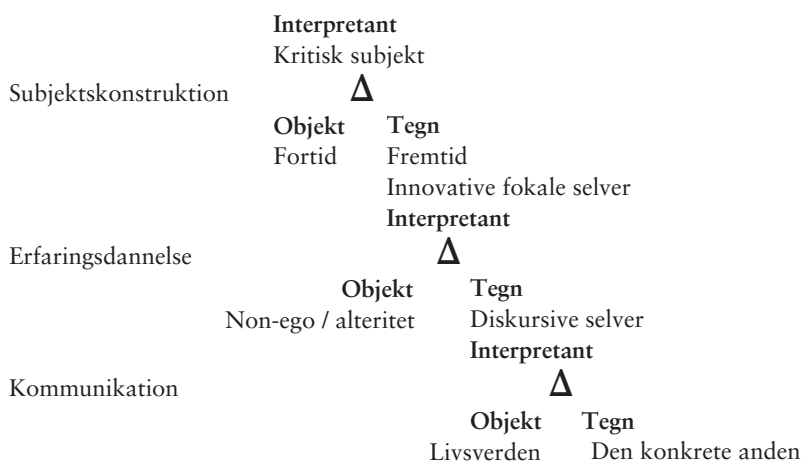 Interpretant
Kritisk subjekt
Subjektskonstruktion Δ
Objekt Tegn
Fortid Fremtid
Innovative fokale selver
Interpretant
Erfaringsdannelse Δ
Objekt Tegn
Non-ego / alteritet Diskursive selver
Interpretant
Kommunikation Δ
Objekt Tegn
Livsverden Den konkrete anden